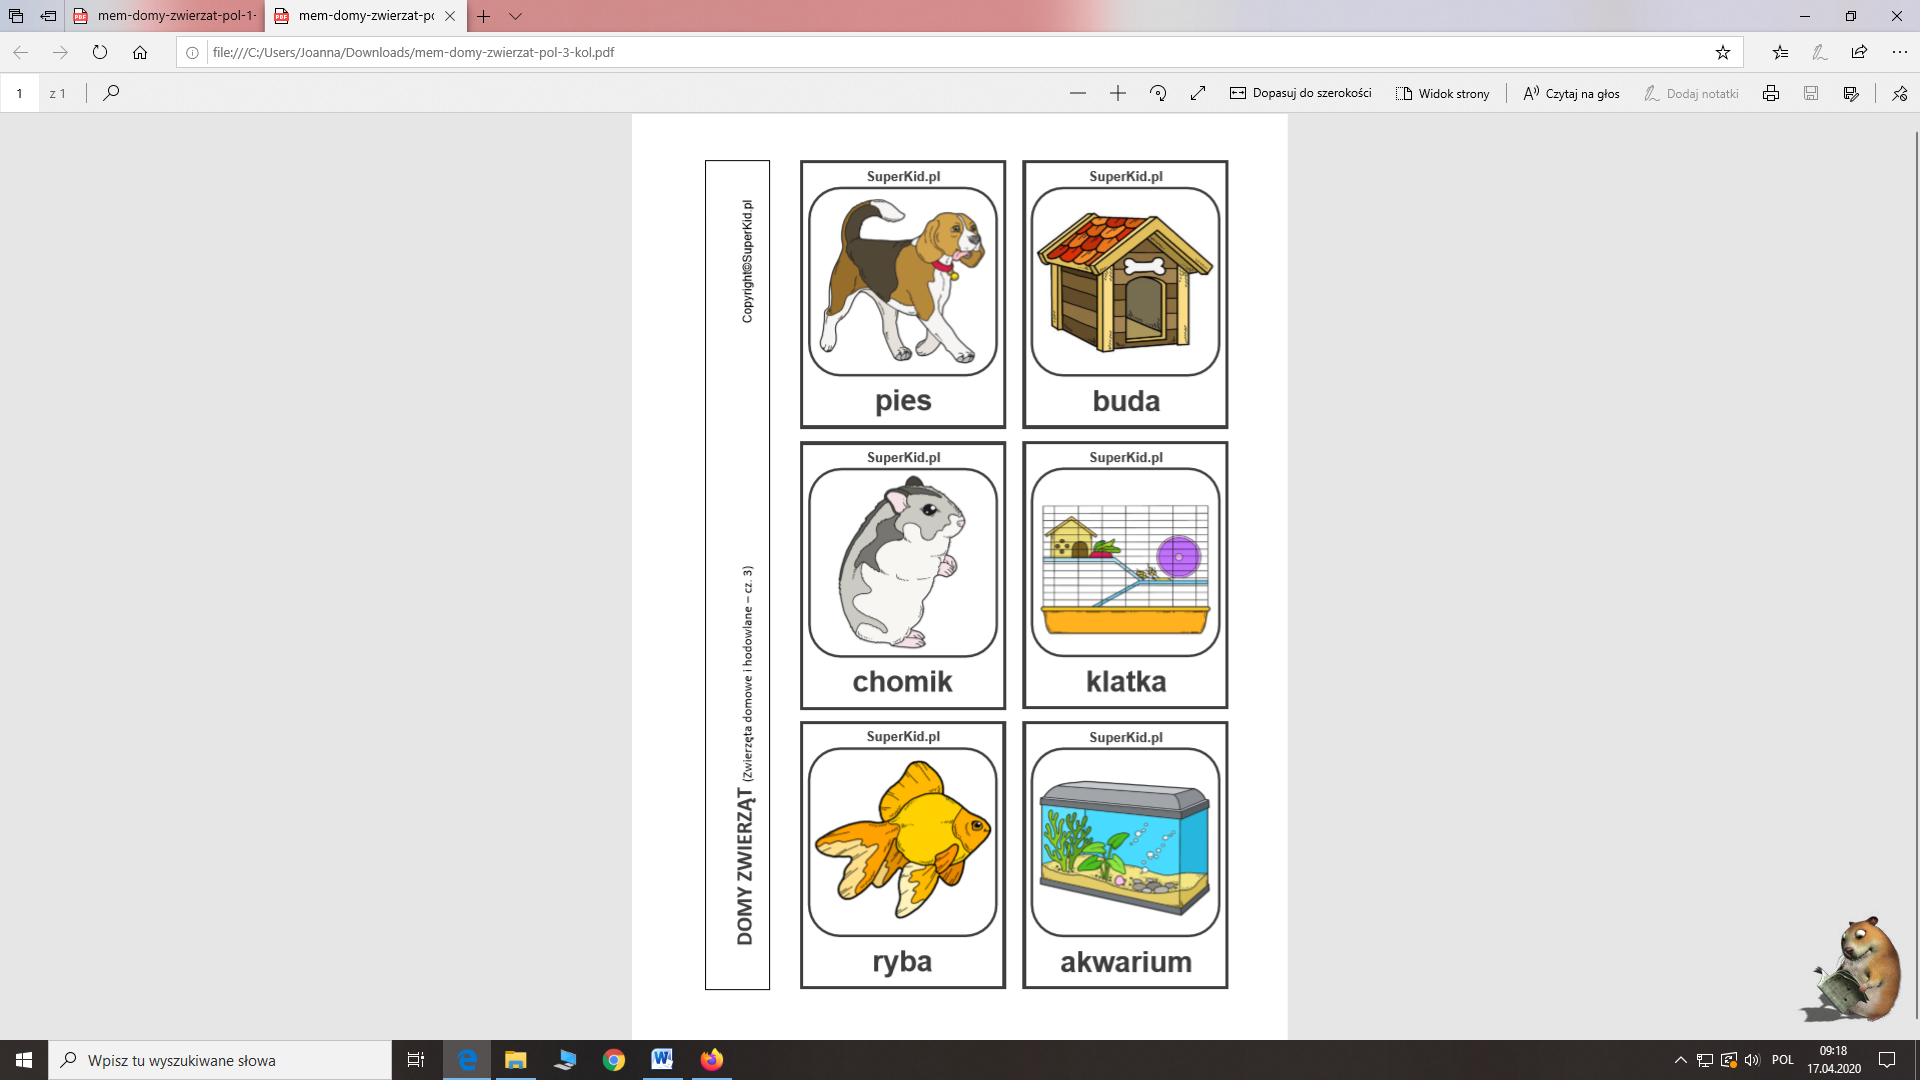 mem-domy-zwierzat-pol-1-
mem-domy-zwierzat-po
file:///C:/Users/Joanna/Downloads/mem-domy-zwierzat-pol-3-kol.pdf
1 z 1
Dopasuj do szerokości
Widok strony
Czytaj na głos
Dodaj notatki
DOMY ZWIERZĄT (Zwierzęta domowe i hodowlane – cz. 3)
Copyright©SuperKid.pl
SuperKid.pl
pies
SuperKid.pl
buda
SuperKid.pl
chomik
SuperKid.pl
klatka
SuperKid.pl
ryba
SuperKid.pl
akwarium
Wpisz tu wyszukiwane słowa
POL
09:18
17.04.2020